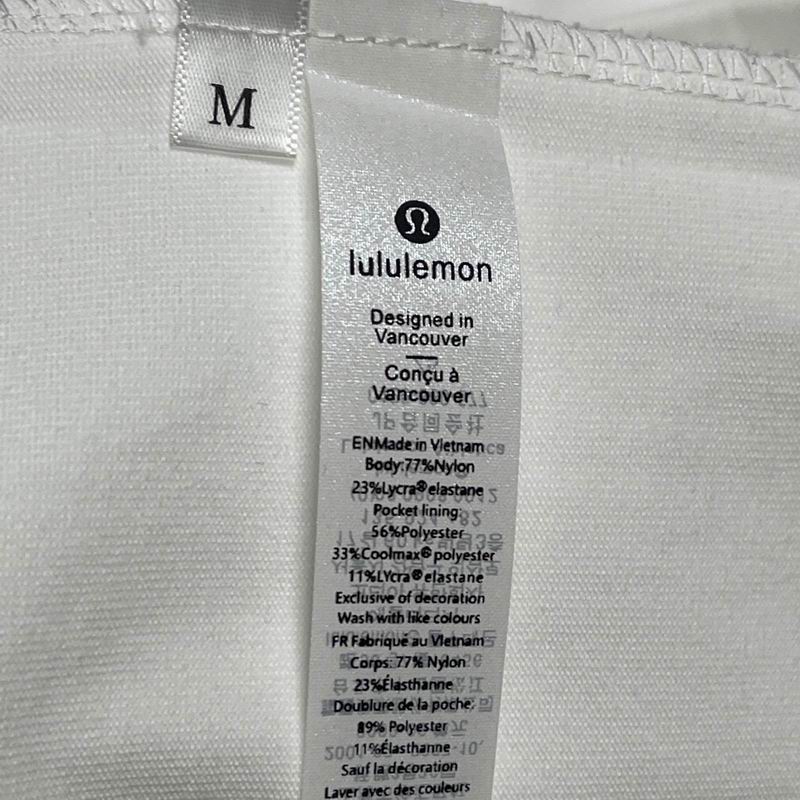 M
lululemon
Designed in
Vancouver
Conçu à
Vancouver
ENMade in Vietnam
Body:77%Nylon
23%Lycra®elastane
Pocket lining:
56%Polyester
33%Coolmax® polyester
11%LYcra®elastane
Exclusive of decoration
Wash with like colours
FR Fabriqué au Vietnam
Corps: 77% Nylon
23%Élasthanne
Doublure de la poche:
89% Polyester
11%Élasthanne
Sauf la décoration
Laver avec des couleurs